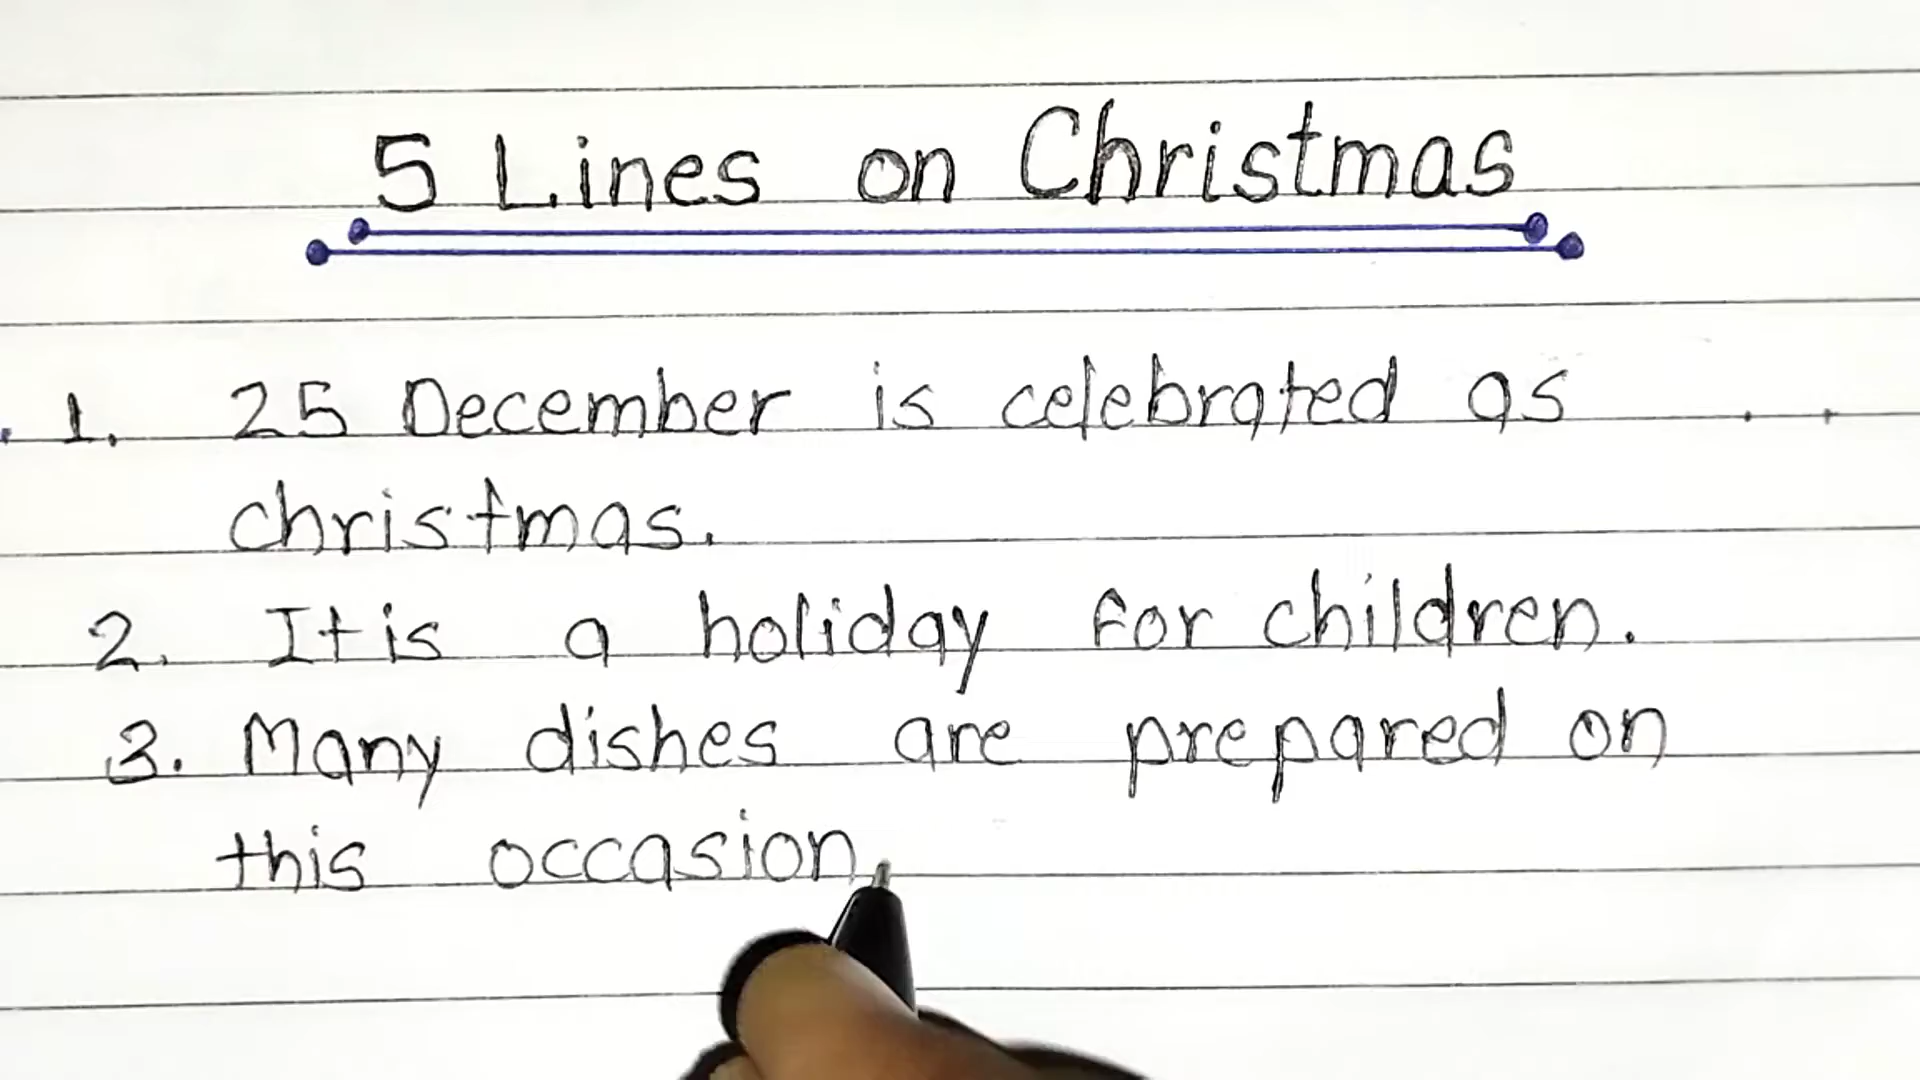 5 Lines on Christmas
1. 25 December is celebrated as
christmas.
2. It is a holiday for children.
3. Many dishes are prepared on
this occasion.